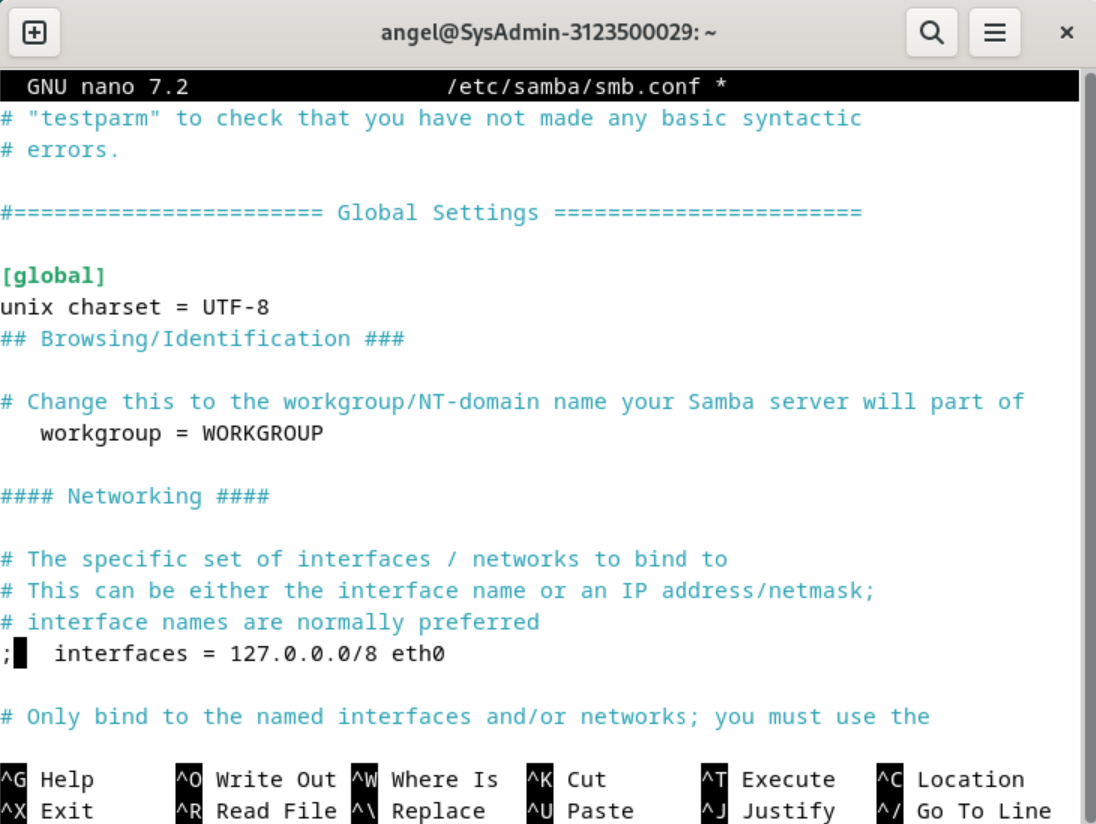 angel@SysAdmin-3123500029: ~
GNU nano 7.2 /etc/samba/smb.conf *
# "testparm" to check that you have not made any basic syntactic
# errors.
#======================= Global Settings =======================
[global]
unix charset = UTF-8
## Browsing/Identification ###
# Change this to the workgroup/NT-domain name your Samba server will part of
workgroup = WORKGROUP
#### Networking ####
# The specific set of interfaces / networks to bind to
# This can be either the interface name or an IP address/netmask;
# interface names are normally preferred
; interfaces = 127.0.0.0/8 eth0
# Only bind to the named interfaces and/or networks; you must use the
^G Help ^O Write Out ^W Where Is ^K Cut ^T Execute ^C Location
^X Exit ^R Read File ^\ Replace ^U Paste ^J Justify ^/ Go To Line